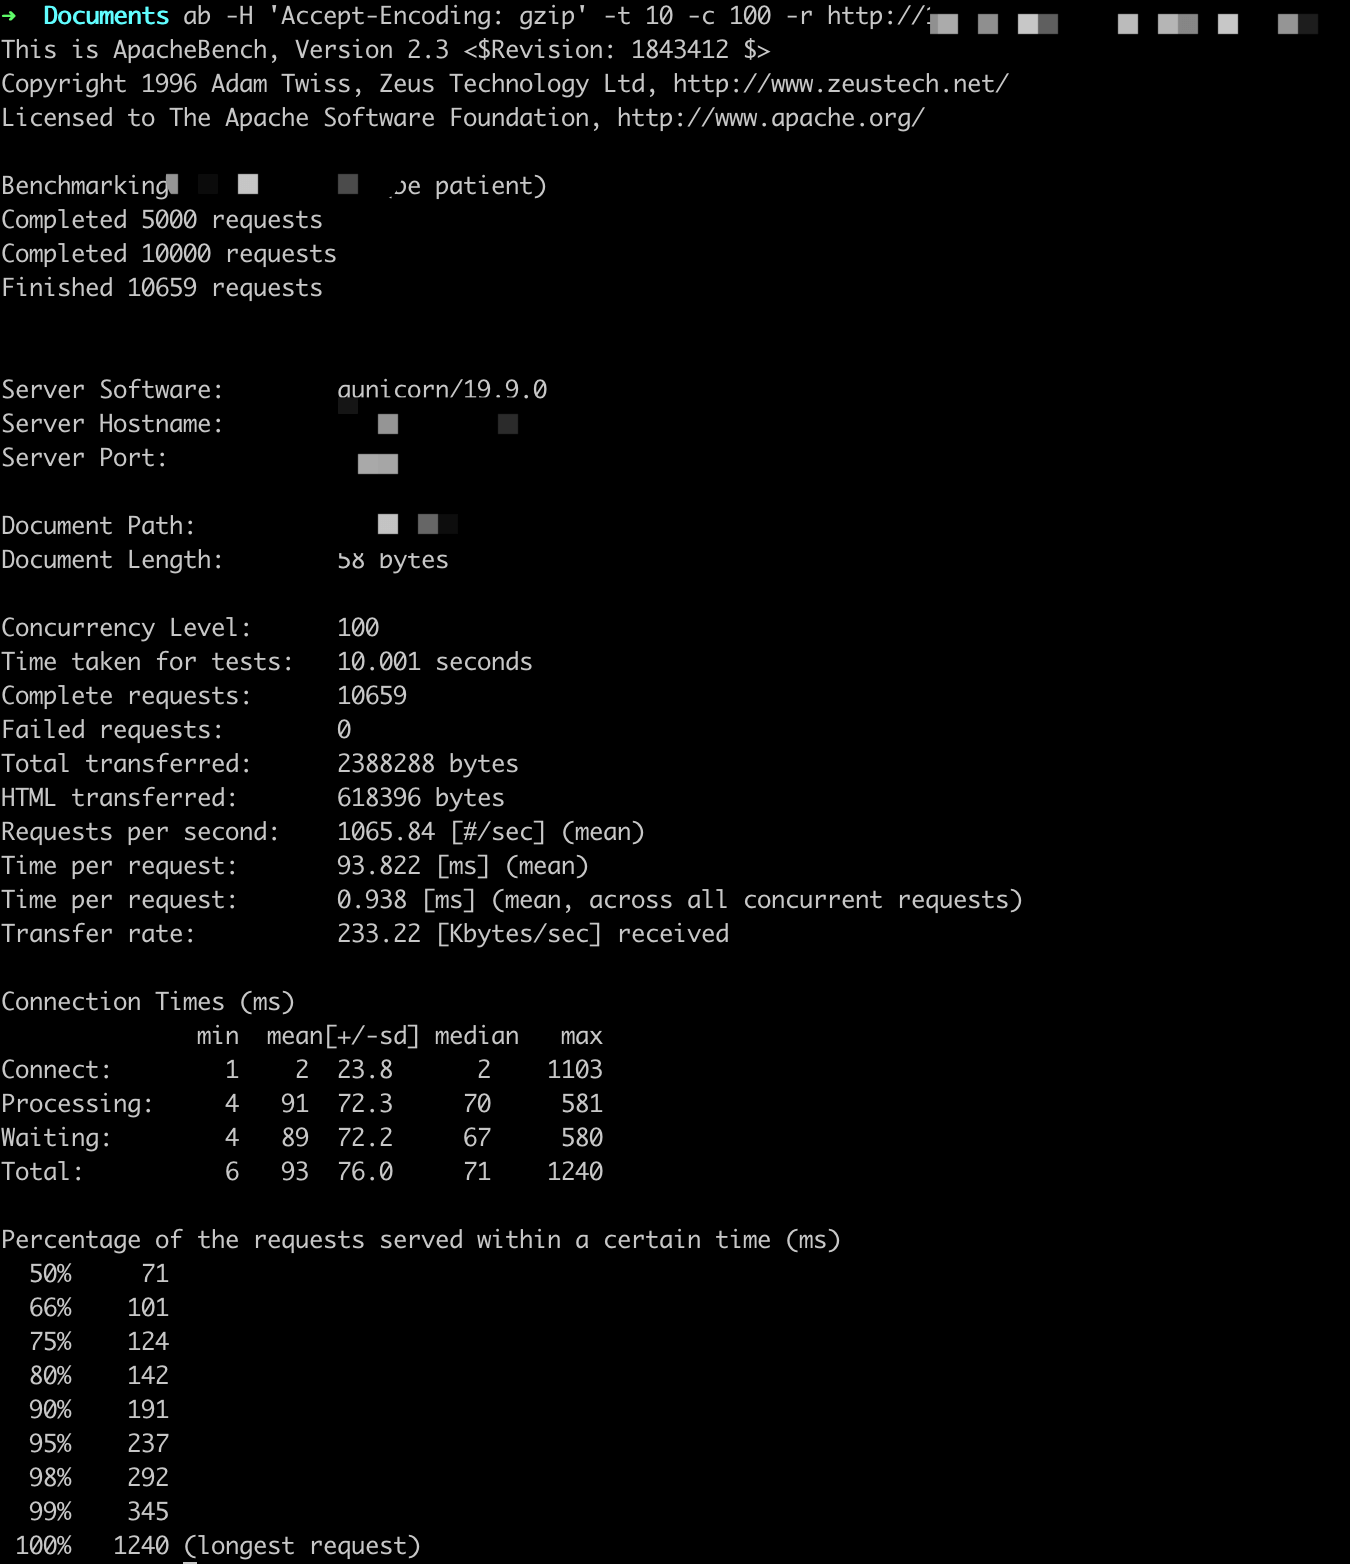 ➜  Documents ab -H 'Accept-Encoding: gzip' -t 10 -c 100 -r http://
This is ApacheBench, Version 2.3 <$Revision: 1843412 $>
Copyright 1996 Adam Twiss, Zeus Technology Ltd, http://www.zeustech.net/
Licensed to The Apache Software Foundation, http://www.apache.org/
Benchmarking be patient)
Completed 5000 requests
Completed 10000 requests
Finished 10659 requests
Server Software:        gunicorn/19.9.0
Server Hostname:
Server Port:
Document Path:
Document Length:        58 bytes
Concurrency Level:      100
Time taken for tests:   10.001 seconds
Complete requests:      10659
Failed requests:        0
Total transferred:      2388288 bytes
HTML transferred:       618396 bytes
Requests per second:    1065.84 [#/sec] (mean)
Time per request:       93.822 [ms] (mean)
Time per request:       0.938 [ms] (mean, across all concurrent requests)
Transfer rate:          233.22 [Kbytes/sec] received
Connection Times (ms)
              min  mean[+/-sd] median   max
Connect:        1    2  23.8      2    1103
Processing:     4   91  72.3     70     581
Waiting:        4   89  72.2     67     580
Total:          6   93  76.0     71    1240
Percentage of the requests served within a certain time (ms)
  50%     71
  66%    101
  75%    124
  80%    142
  90%    191
  95%    237
  98%    292
  99%    345
 100%   1240 (longest request)